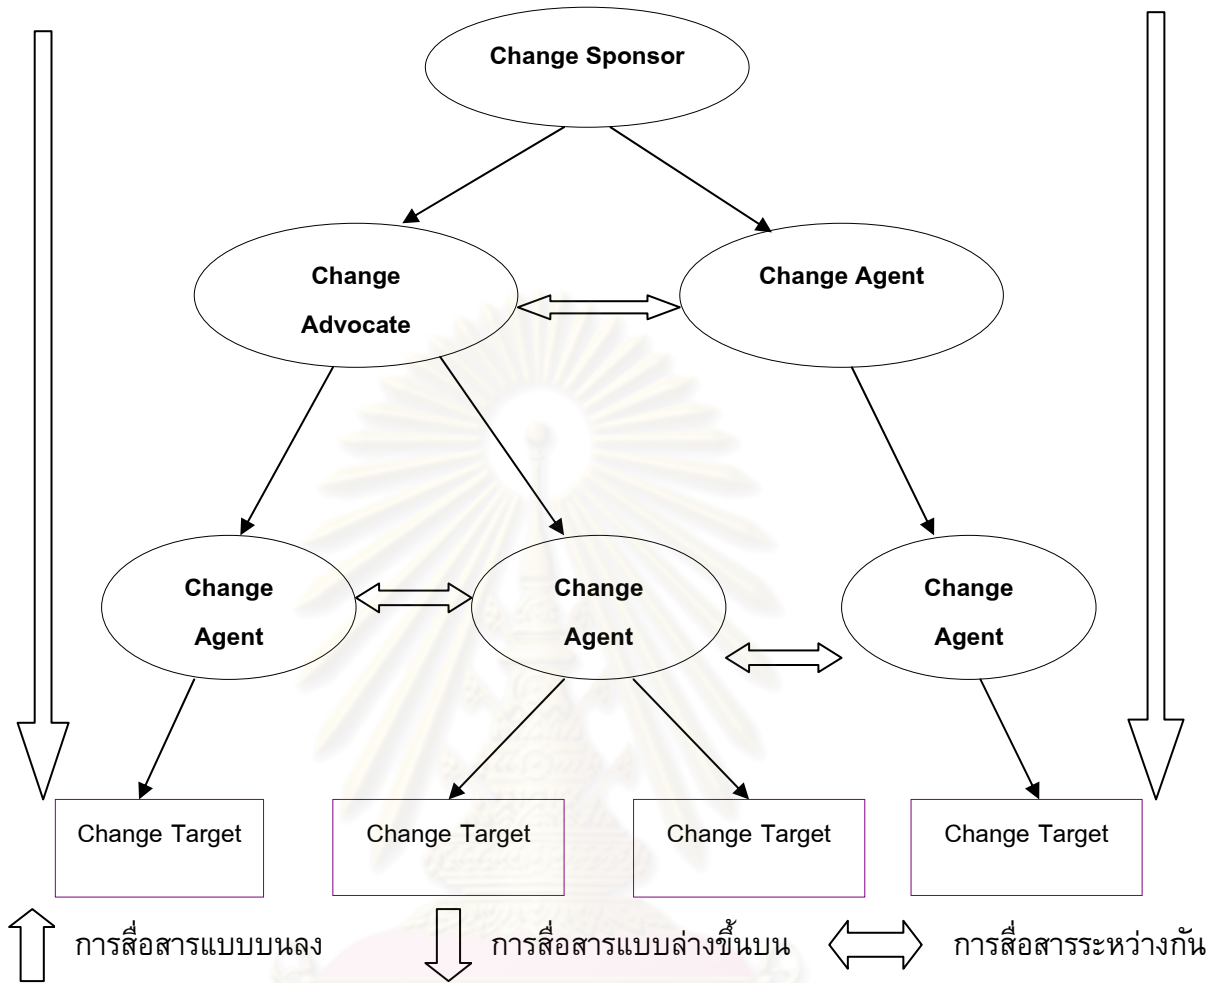 Change Sponsor
Change
Advocate
Change Agent
Change
Agent
Change
Agent
Change
Agent
Change Target
Change Target
Change Target
Change Target
การสื่อสารแบบบนลง
การสื่อสารแบบล่างขึ้นบน
การสื่อสารระหว่างกัน